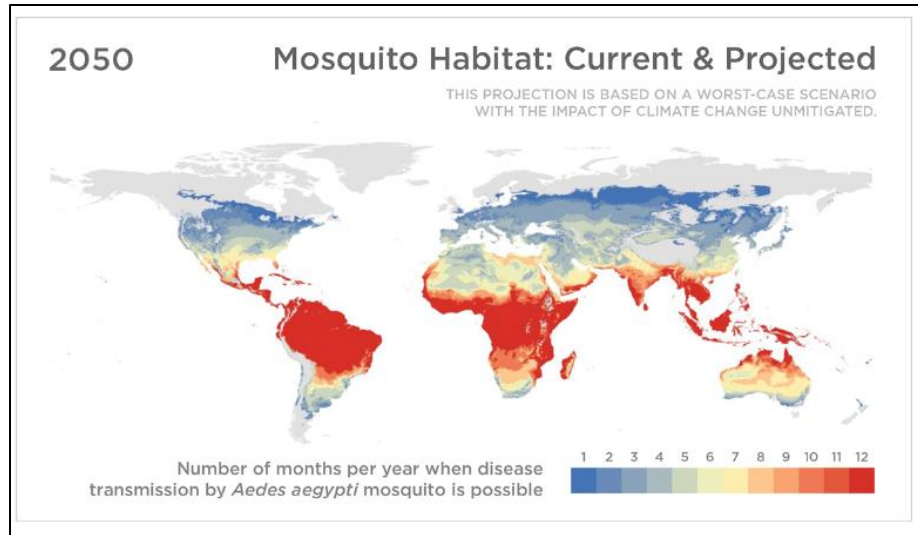 2050
Mosquito Habitat: Current & Projected
THIS PROJECTION IS BASED ON A WORST-CASE SCENARIO
WITH THE IMPACT OF CLIMATE CHANGE UNMITIGATED.
Number of months per year when disease
transmission by Aedes aegypti mosquito is possible
1 2 3 4 5 6 7 8 9 10 11 12